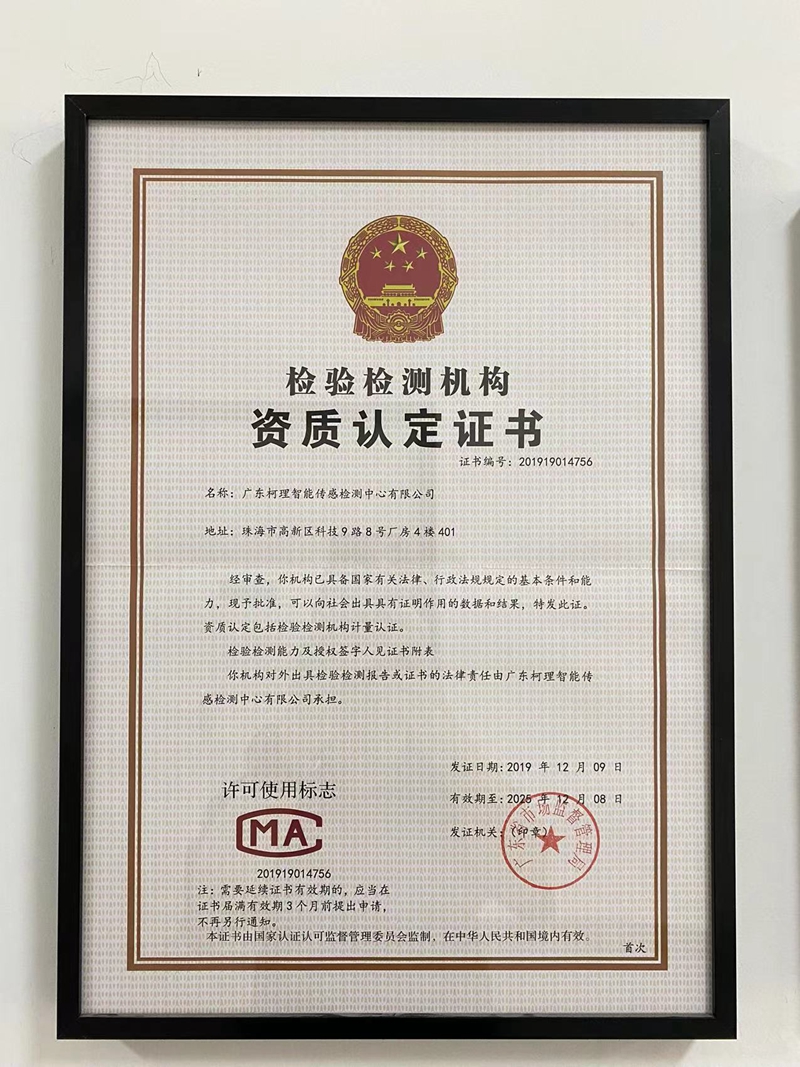 检验检测机构
资质认定证书
证书编号：201919014756
名称：广东柯理智能传感检测中心有限公司
地址：珠海市高新区科技9路8号厂房4楼401
经审查，你机构已具备国家有关法律、行政法规规定的基本条件和能
力，现予批准，可以向社会出具具有证明作用的数据和结果，特发此证。
资质认定包括检验检测机构计量认证。
检验检测能力及授权签字人见证书附表
你机构对外出具检验检测报告或证书的法律责任由广东柯理智能传
感检测中心有限公司承担。
发证日期：2019 年 12 月 09 日
有效期至：2025 年 12 月 08 日
发证机关：（印章）
广东省市场监督管理局
许可使用标志
MA
201919014756
注：需要延续证书有效期的，应当在
证书届满有效期3个月前提出申请，
不再另行通知。
本证书由国家认证认可监督管理委员会监制，在中华人民共和国境内有效。
首次